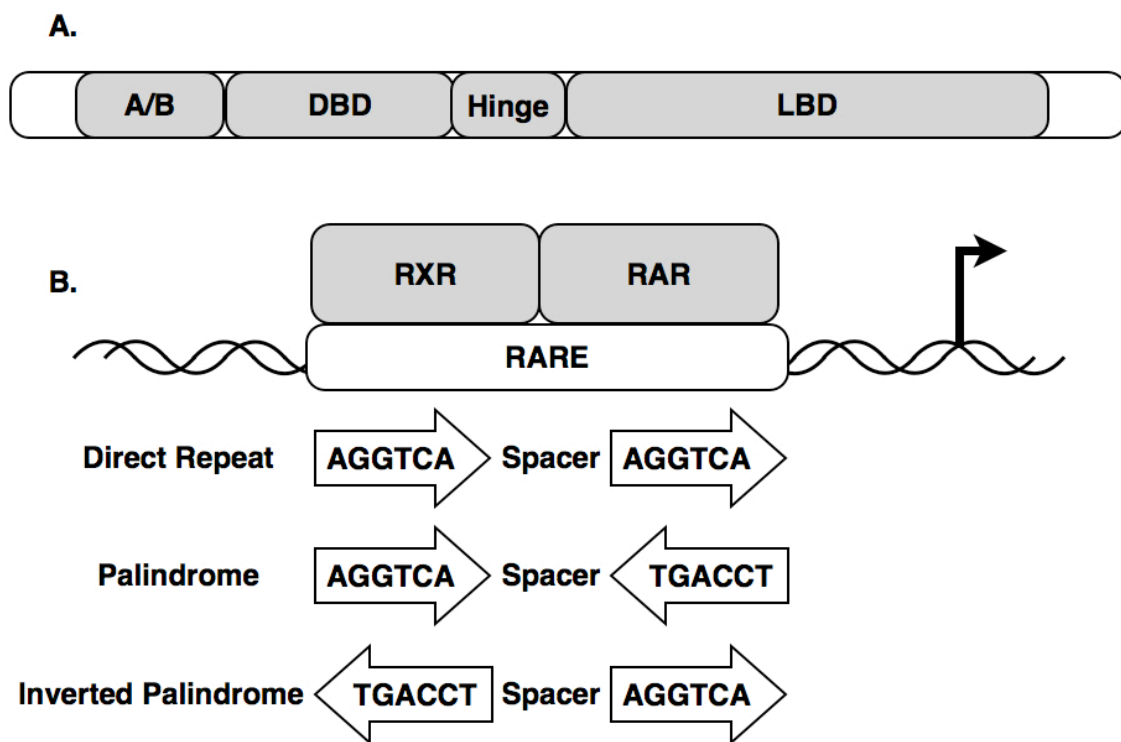 A.
A/B DBD Hinge LBD
B.
RXR RAR
RARE
Direct Repeat AGGTCA Spacer AGGTCA
Palindrome AGGTCA Spacer TGACCT
Inverted Palindrome TGACCT Spacer AGGTCA